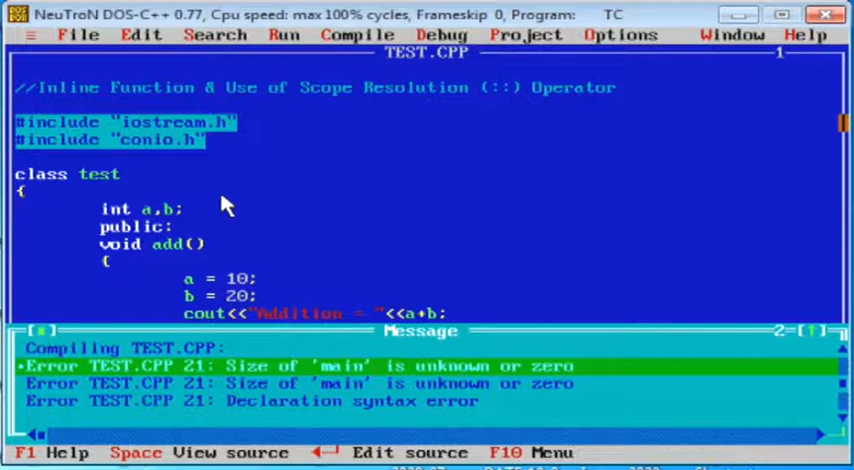 NeuTroN DOS-C++ 0.77, Cpu speed: max 100% cycles, Frameskip 0, Program: TC
≡ File Edit Search Run Compile Debug Project Options Window Help
TEST.CPP 1
//Inline Function & Use of Scope Resolution (::) Operator
#include "iostream.h"
#include "conio.h"
class test
{
int a,b;
public:
void add()
{
a = 10;
b = 20;
cout<<"Addition = "<<a+b;
Message 2=[↑]
Compiling TEST.CPP:
•Error TEST.CPP 21: Size of 'main' is unknown or zero
Error TEST.CPP 21: Size of 'main' is unknown or zero
Error TEST.CPP 21: Declaration syntax error
F1 Help Space View source ◄┘ Edit source F10 Menu